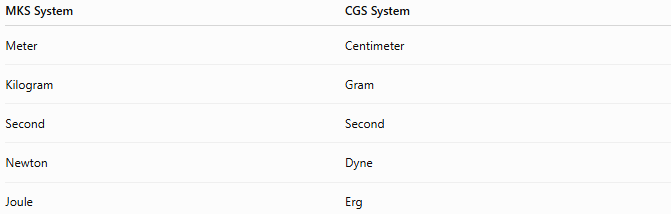 MKS System CGS System
Meter Centimeter
Kilogram Gram
Second Second
Newton Dyne
Joule Erg